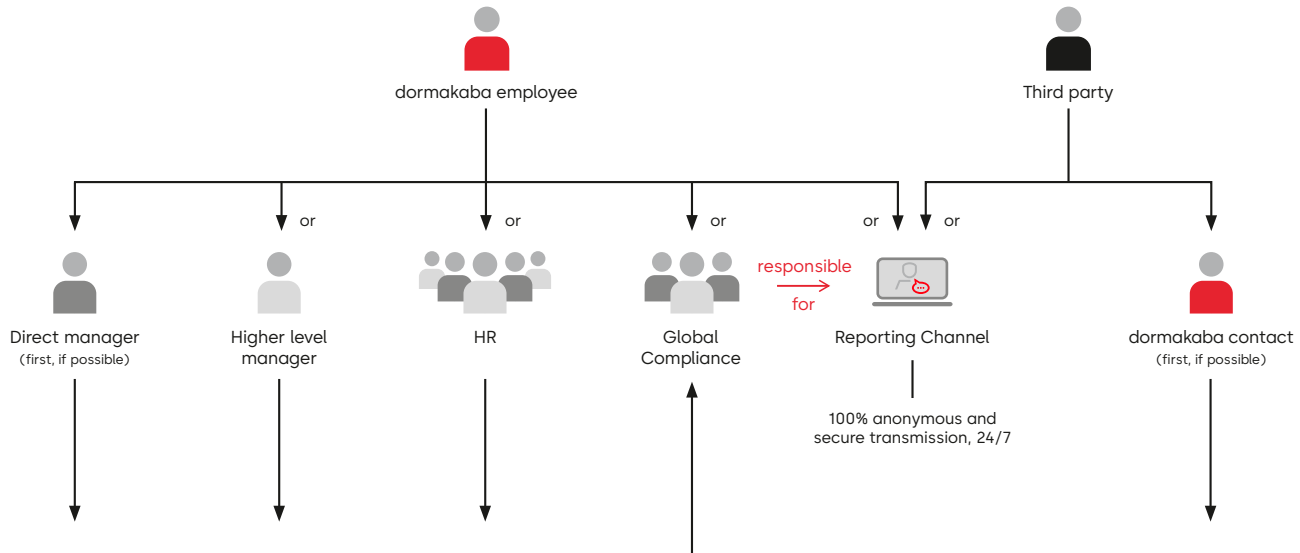 dormakaba employee
Third party
or
or
or
or
responsible
for
Direct manager
(first, if possible)
Higher level
manager
HR
Global
Compliance
Reporting Channel
dormakaba contact
(first, if possible)
100% anonymous and
secure transmission, 24/7